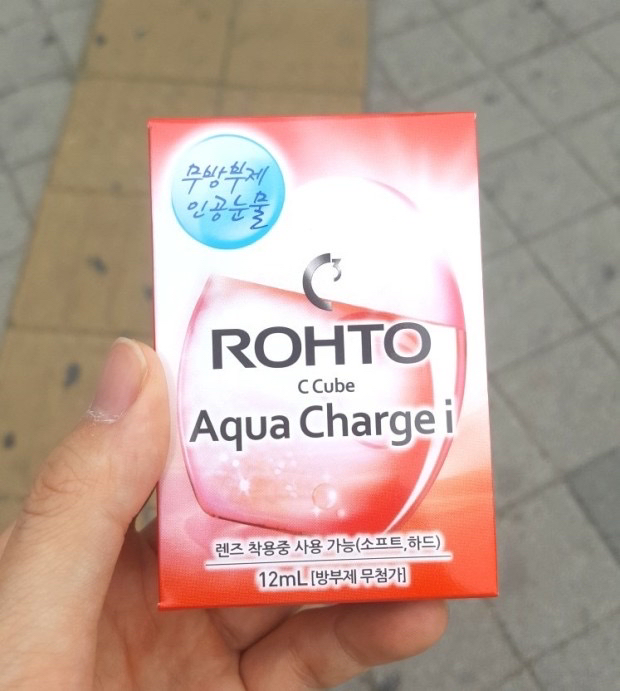 무방부제
인공눈물
C3
ROHTO
C Cube
Aqua Charge i
렌즈 착용중 사용 가능(소프트,하드)
12mL [방부제 무첨가]